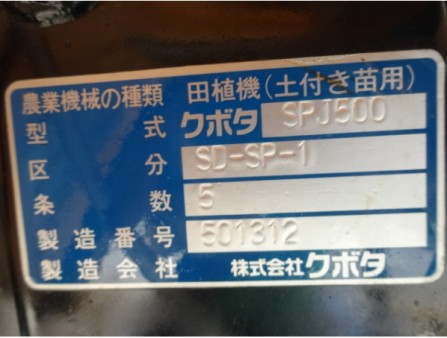 農業機械の種類 田植機(土付き苗用)
型式 クボタ SPJ500
区分 SD-SP-1
条数 5
製造番号 501312
製造会社 株式会社クボタ